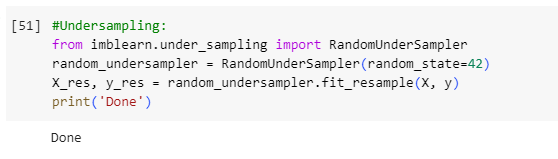 [51] #Undersampling:
from imblearn.under_sampling import RandomUnderSampler
random_undersampler = RandomUnderSampler(random_state=42)
X_res, y_res = random_undersampler.fit_resample(X, y)
print('Done')
Done